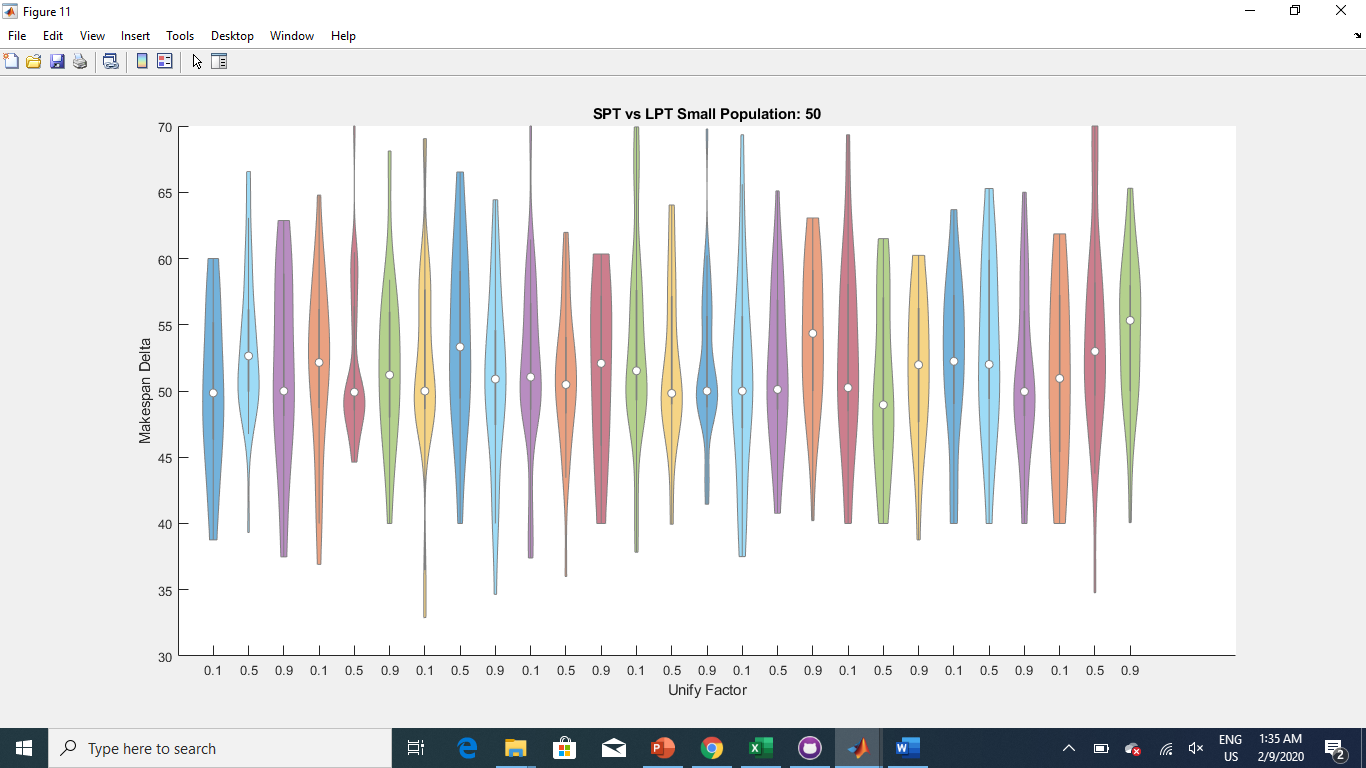 Figure 11
File Edit View Insert Tools Desktop Window Help
SPT vs LPT Small Population: 50
70
65
60
55
50
45
40
35
30
Makespan Delta
0.1 0.5 0.9 0.1 0.5 0.9 0.1 0.5 0.9 0.1 0.5 0.9 0.1 0.5 0.9 0.1 0.5 0.9 0.1 0.5 0.9 0.1 0.5 0.9 0.1 0.5 0.9
Unify Factor
Type here to search
ENG
US
1:35 AM
2/9/2020
2